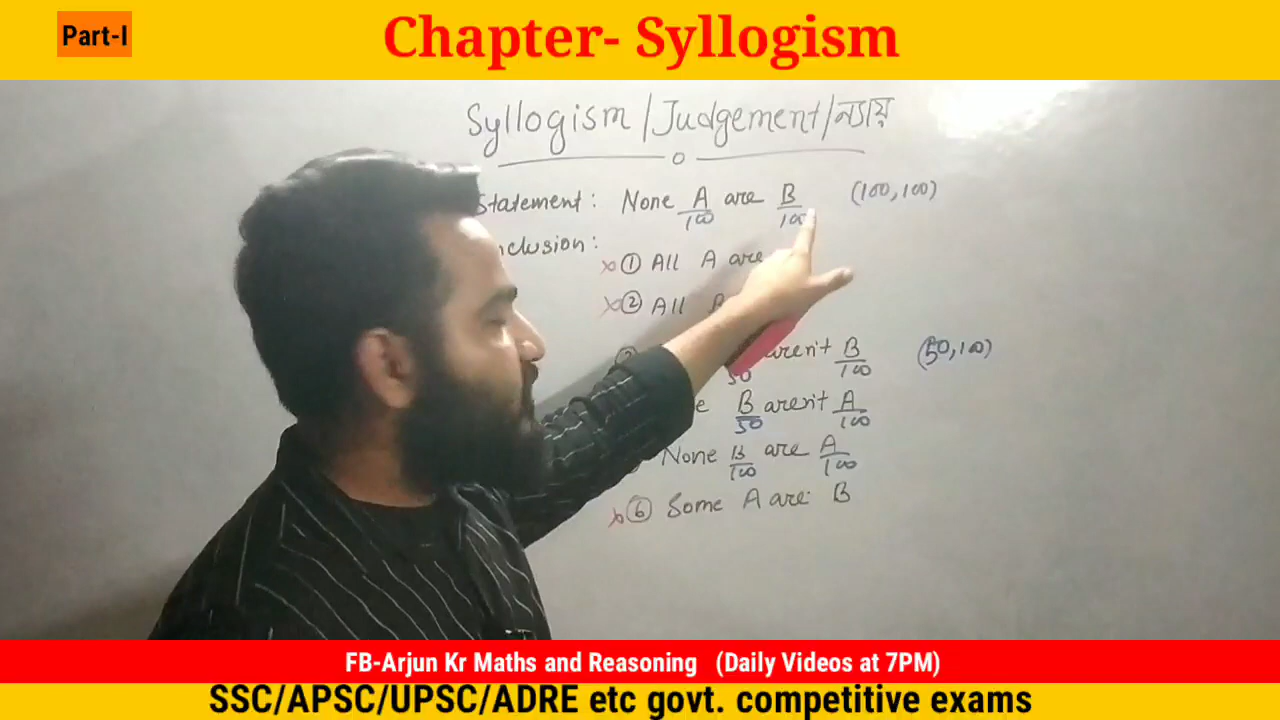 Part-I
Chapter- Syllogism
Syllogism / Judgement / ন্যায়
Statement : None A/100 are B/100 (100, 100)
nclusion :
× ① All A are
× ② All B
aren't B/100 (50, 100)
50
B/50 aren't A/100
None B/100 are A/100
× ⑥ Some A are B
FB-Arjun Kr Maths and Reasoning (Daily Videos at 7PM)
SSC/APSC/UPSC/ADRE etc govt. competitive exams